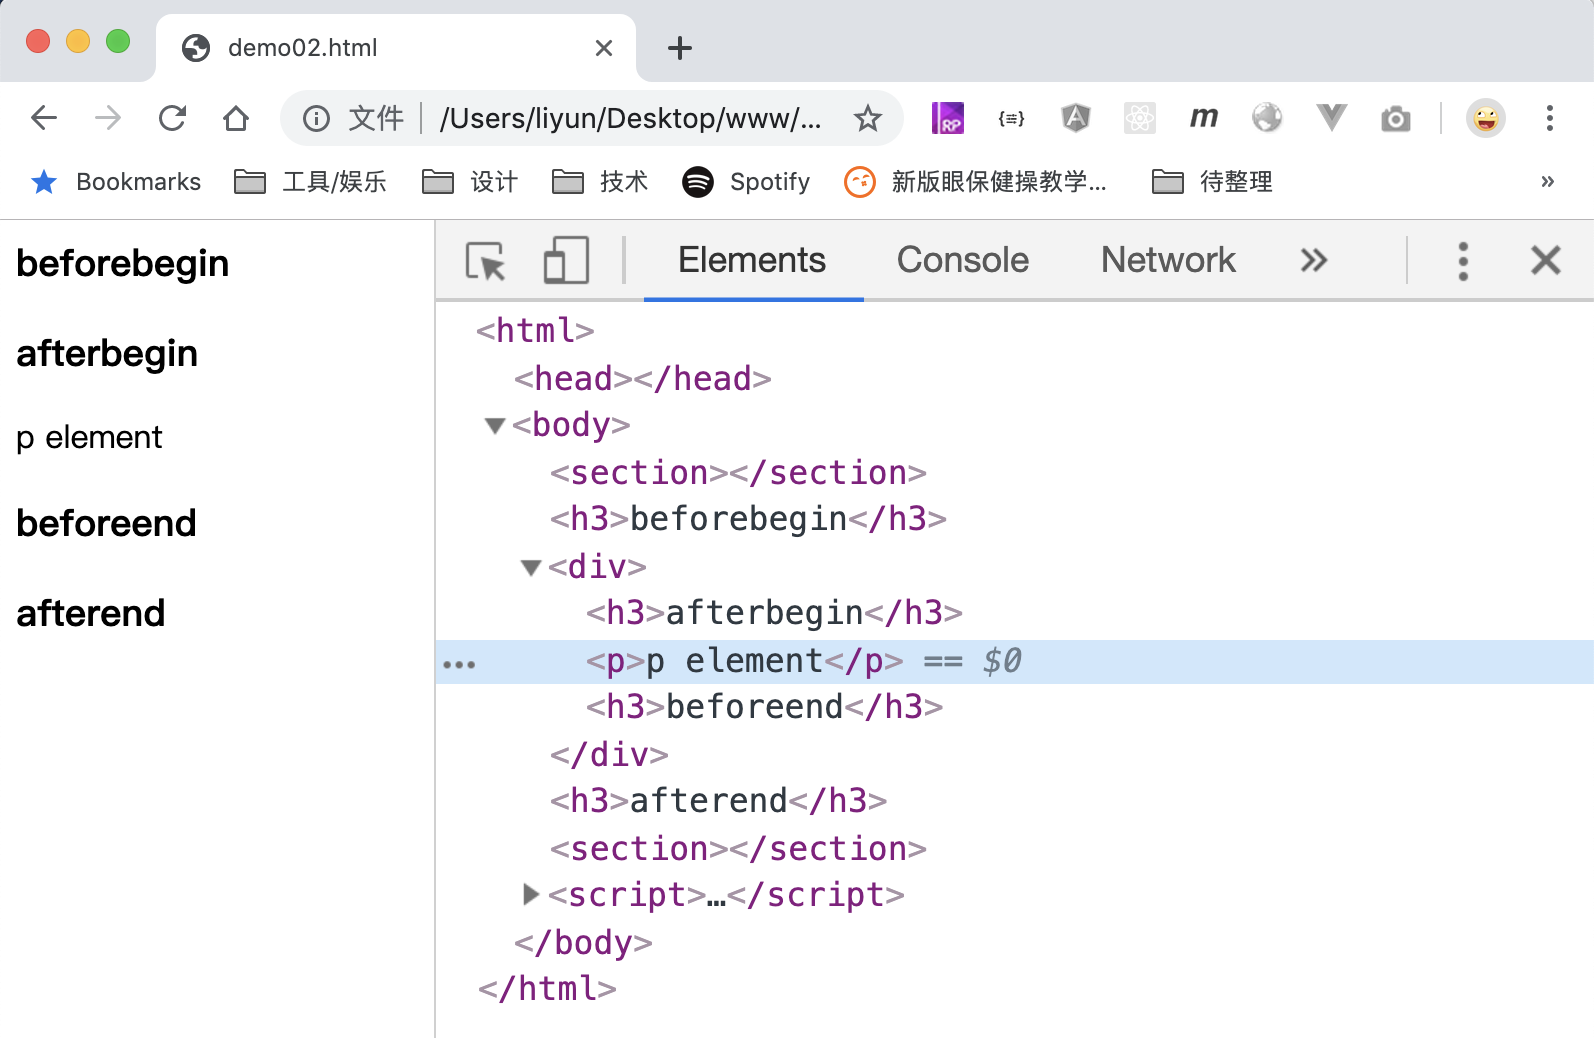 demo02.html
文件 /Users/liyun/Desktop/www/...
RP {≡} A m
Bookmarks 工具/娱乐 设计 技术 Spotify 新版眼保健操教学... 待整理 »
beforebegin
afterbegin
p element
beforeend
afterend
Elements Console Network »
<html>
<head></head>
<body>
<section></section>
<h3>beforebegin</h3>
<div>
<h3>afterbegin</h3>
<p>p element</p> == $0
<h3>beforeend</h3>
</div>
<h3>afterend</h3>
<section></section>
<script>…</script>
</body>
</html>